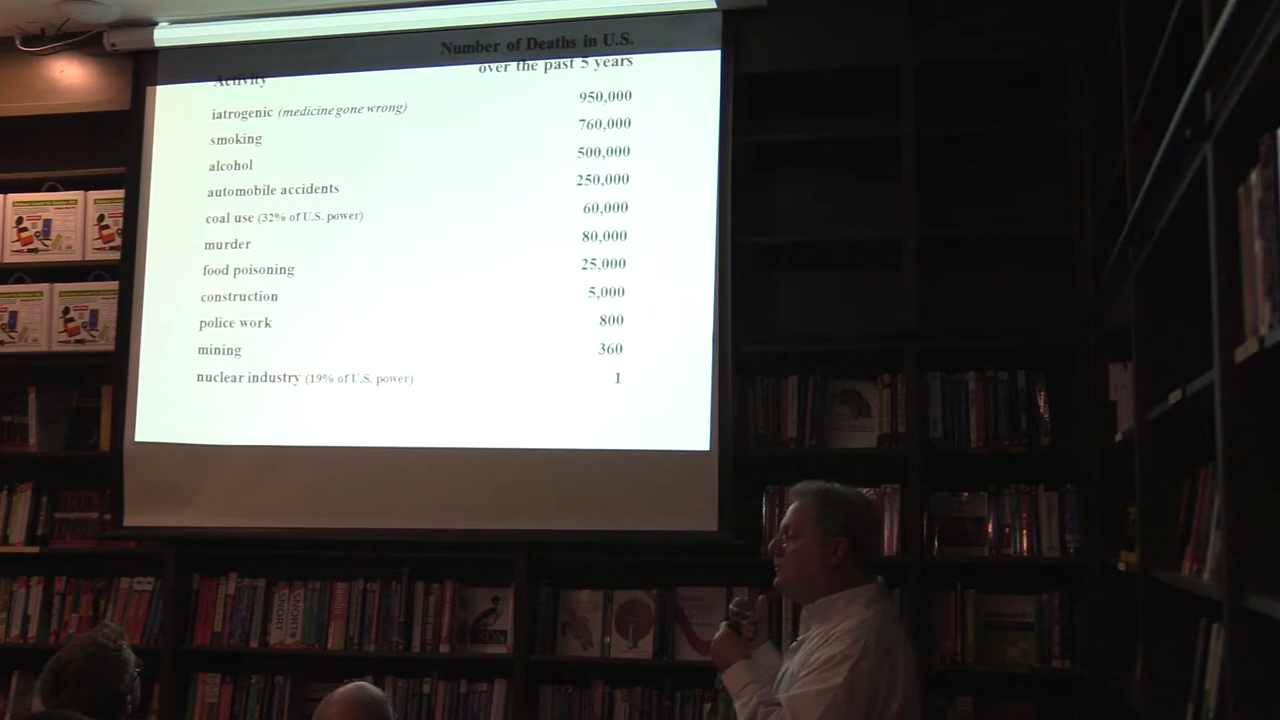 Number of Deaths in U.S.
Activity over the past 5 years
iatrogenic (medicine gone wrong) 950,000
smoking 760,000
alcohol 500,000
automobile accidents 250,000
coal use (32% of U.S. power) 60,000
murder 80,000
food poisoning 25,000
construction 5,000
police work 800
mining 360
nuclear industry (19% of U.S. power) 1
SNORT
SNORT